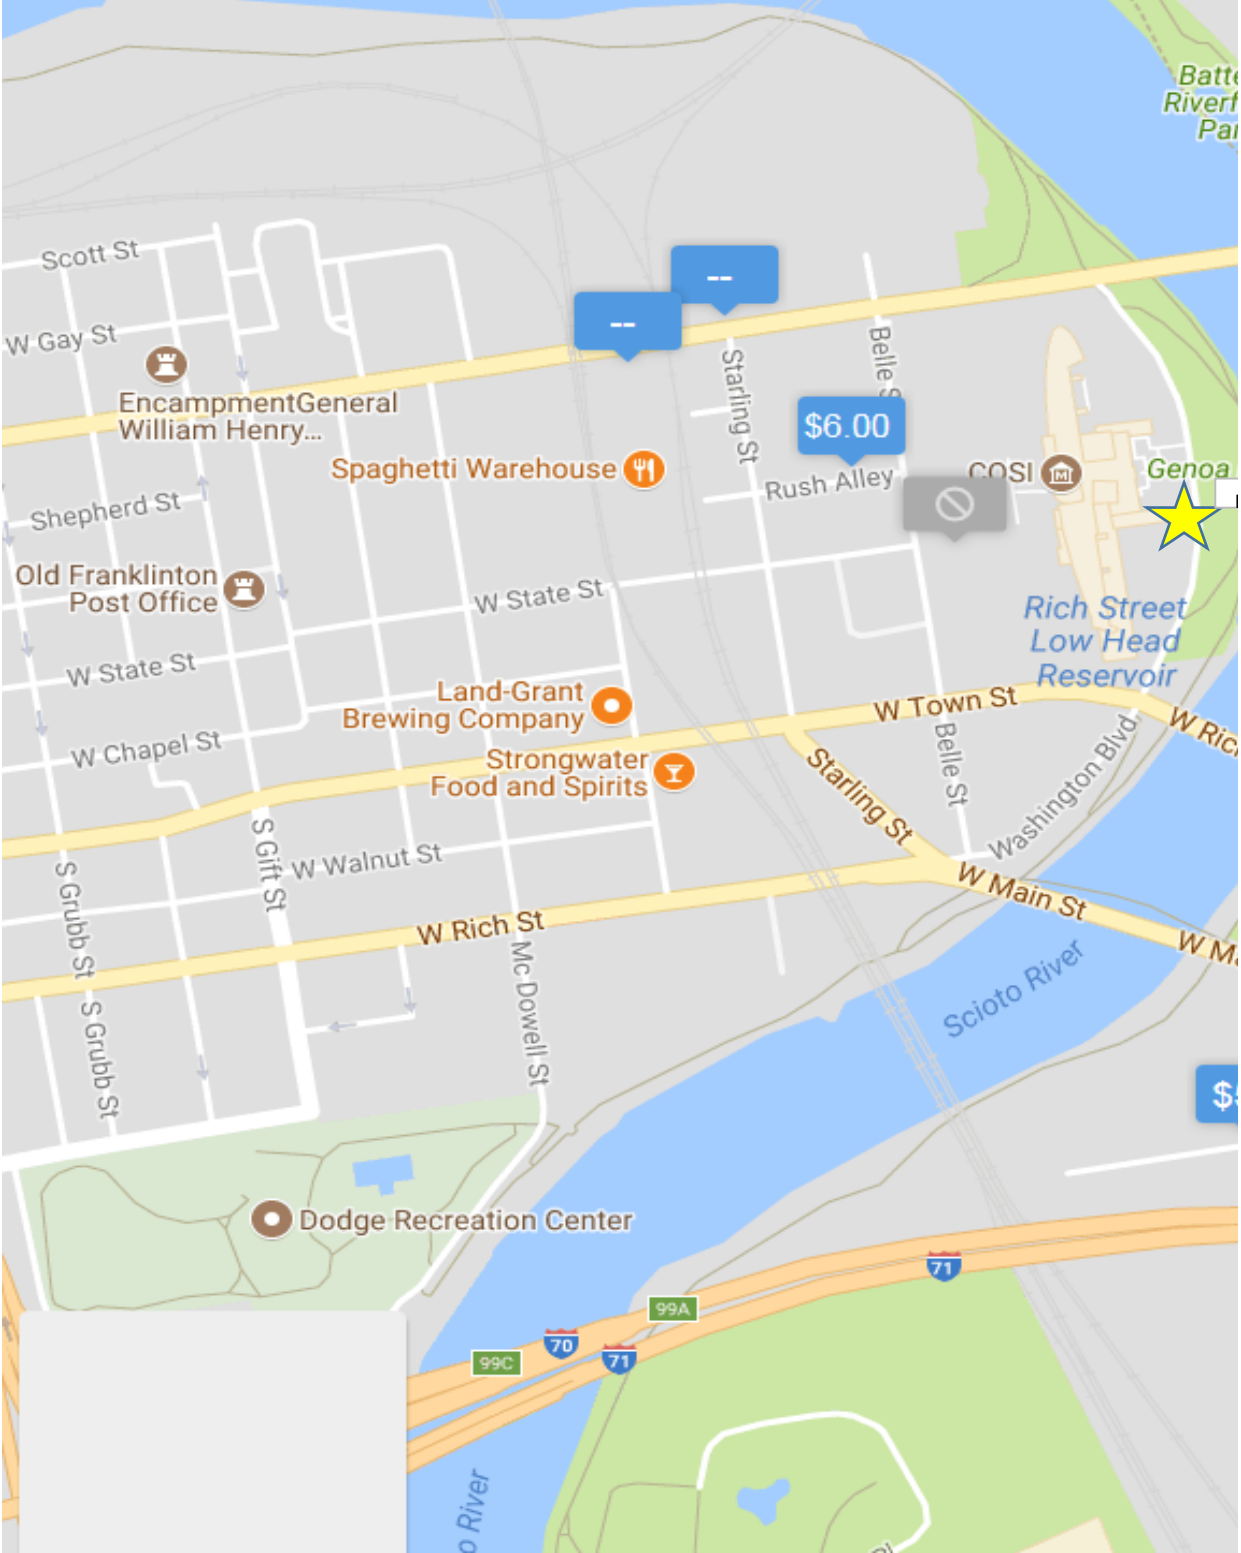 Batte
Riverf
Par
Scott St
W Gay St
--
--
Belle S
Starling St
EncampmentGeneral
William Henry...
$6.00
Spaghetti Warehouse
COSI
Genoa
Rush Alley
Shepherd St
Old Franklinton
Post Office
W State St
Rich Street
Low Head
Reservoir
W State St
Land-Grant
Brewing Company
W Town St
W Ric
W Chapel St
Strongwater
Food and Spirits
Starling St
Belle St
Washington Blvd
S Gift St
W Walnut St
S Grubb St
W Main St
W Rich St
W Ma
Mc Dowell St
Scioto River
S Grubb St
Dodge Recreation Center
71
99A
70
71
99C
o River